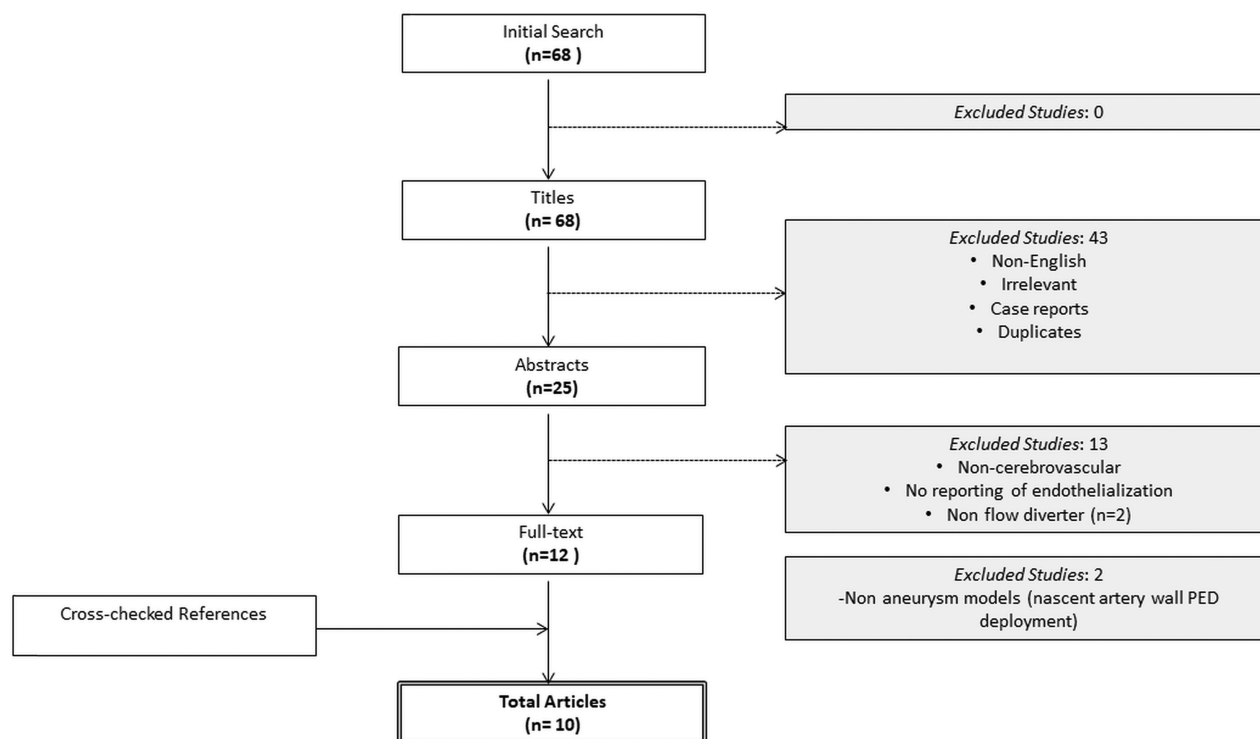 Initial Search
(n=68 )
Excluded Studies: 0
Titles
(n= 68)
Excluded Studies: 43
• Non-English
• Irrelevant
• Case reports
• Duplicates
Abstracts
(n=25)
Excluded Studies: 13
• Non-cerebrovascular
• No reporting of endothelialization
• Non flow diverter (n=2)
Full-text
(n=12 )
Excluded Studies: 2
-Non aneurysm models (nascent artery wall PED
deployment)
Cross-checked References
Total Articles
(n= 10)